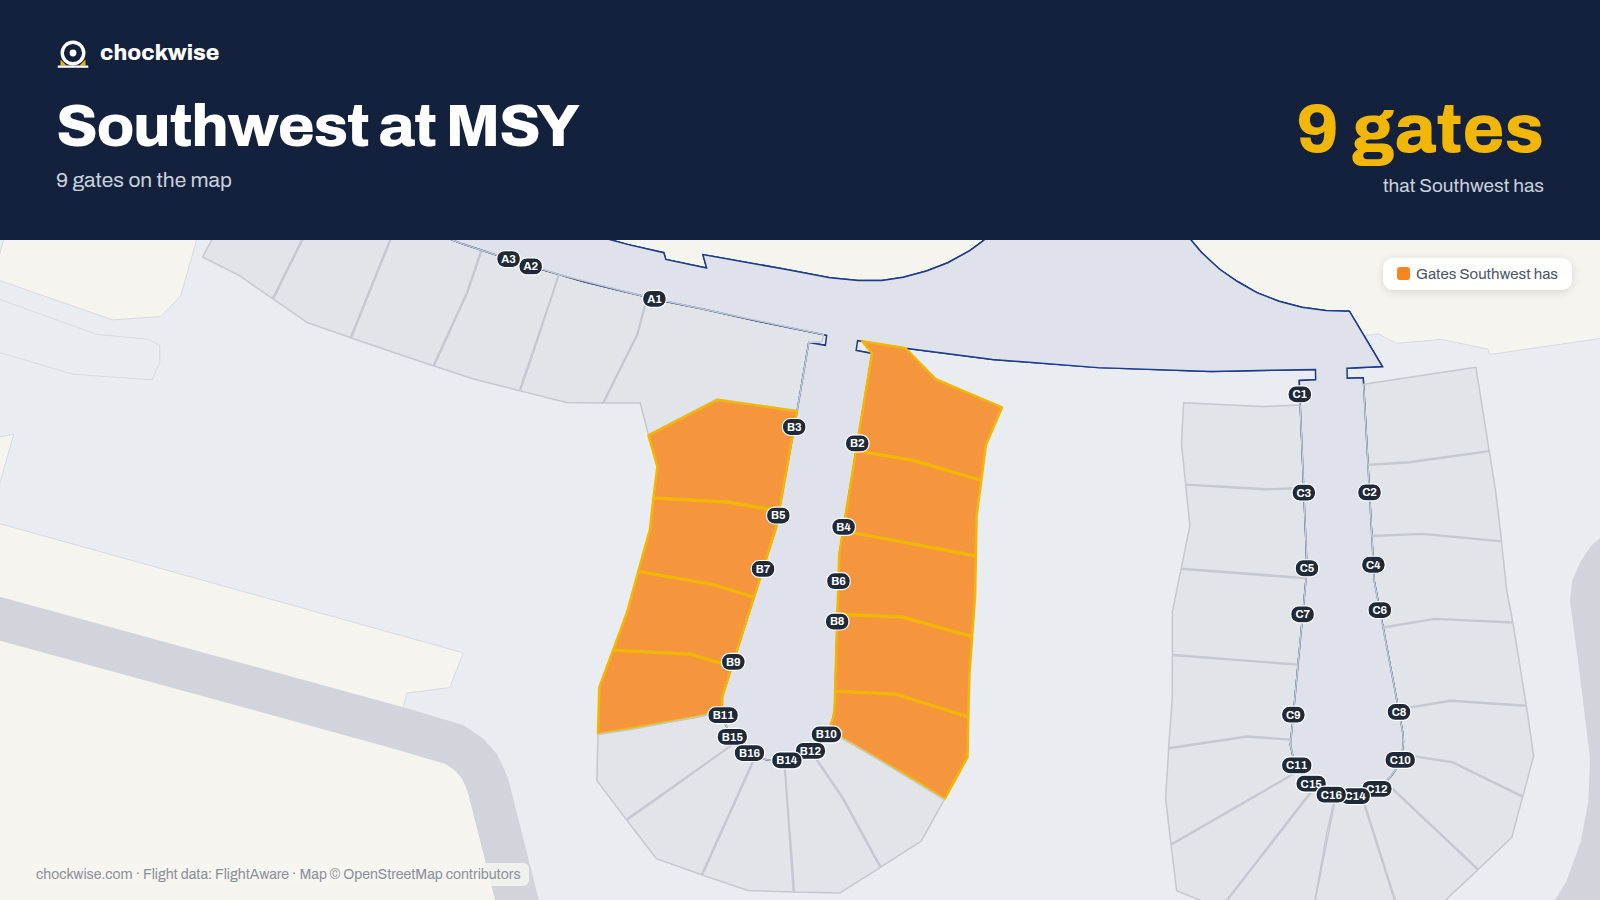 chockwise
Southwest at MSY
9 gates on the map
9 gates
that Southwest has
Gates Southwest has
A3
A2
A1
B3
B2
B5
B4
B7
B6
B8
B9
B11
B15
B16
B14
B12
B10
C1
C3
C2
C5
C4
C7
C6
C9
C8
C11
C10
C15
C16
C14
C12
chockwise.com · Flight data: FlightAware · Map © OpenStreetMap contributors